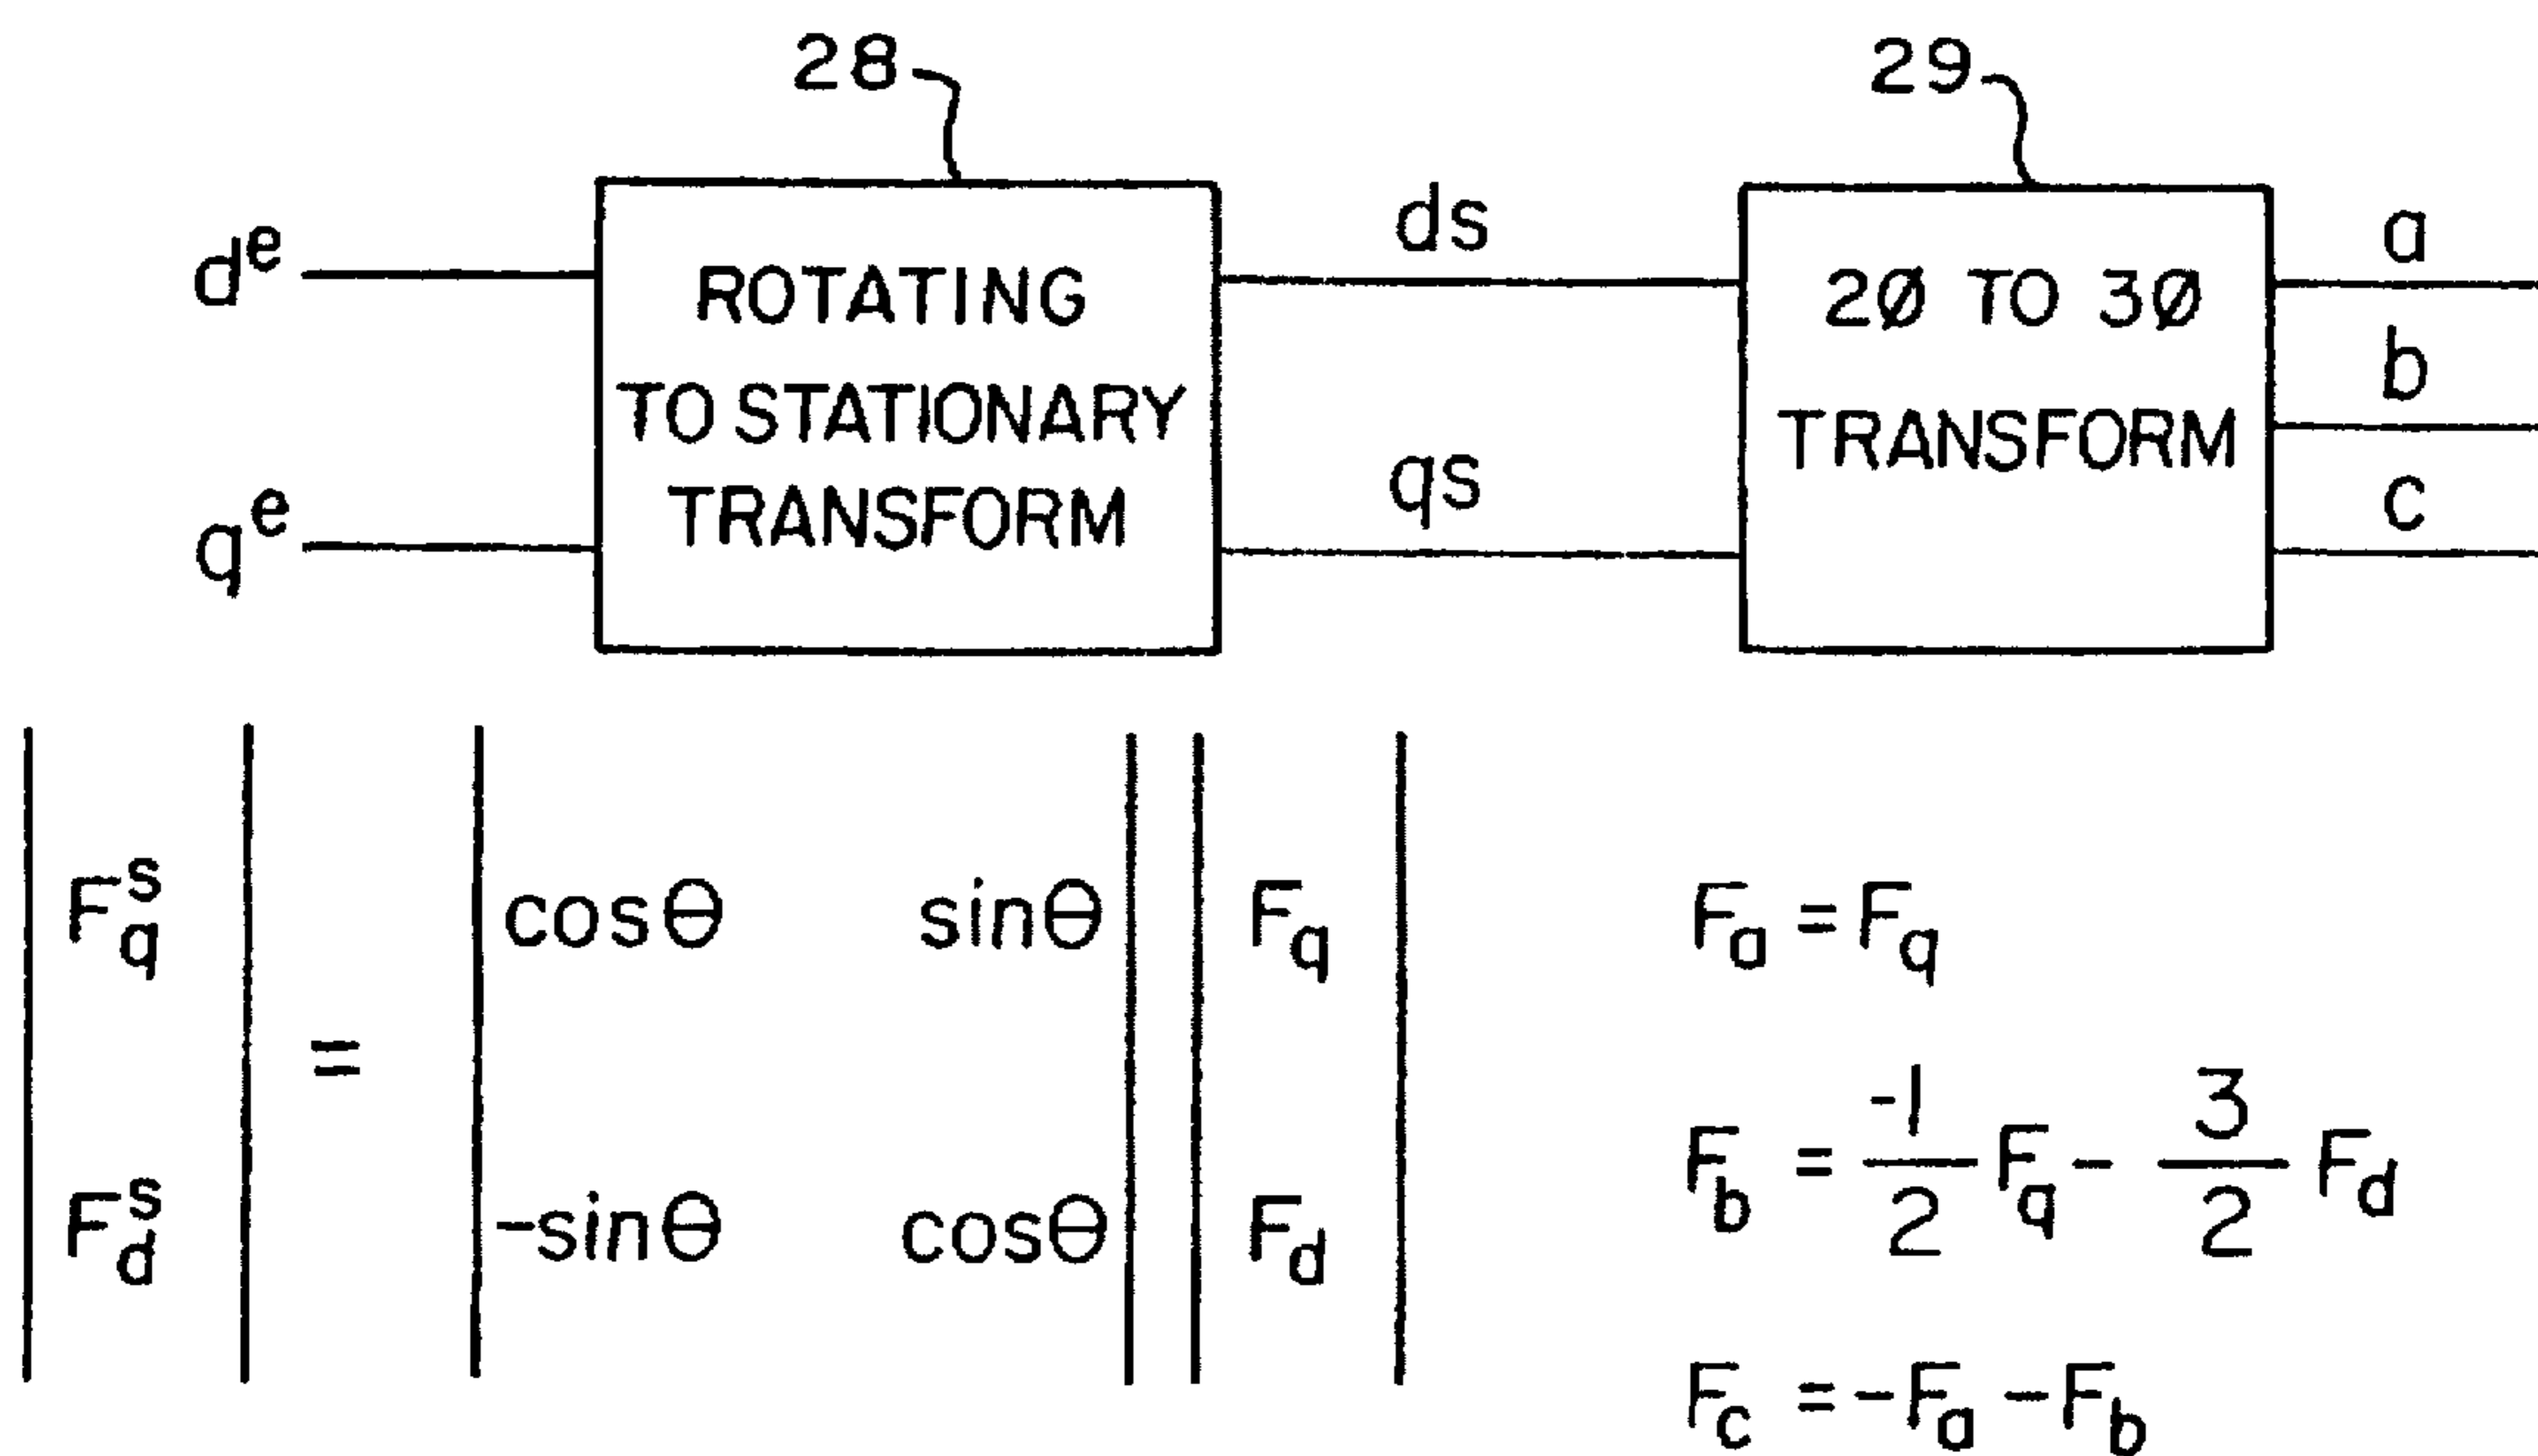 28
29
d^e
ROTATING
TO STATIONARY
TRANSFORM
q^e
ds
qs
2Ø TO 3Ø
TRANSFORM
a
b
c
F_q^s
F_d^s
=
cosθ sinθ
-sinθ cosθ
F_q
F_d
F_a = F_q
F_b = -1/2 F_q - 3/2 F_d
F_c = -F_a - F_b